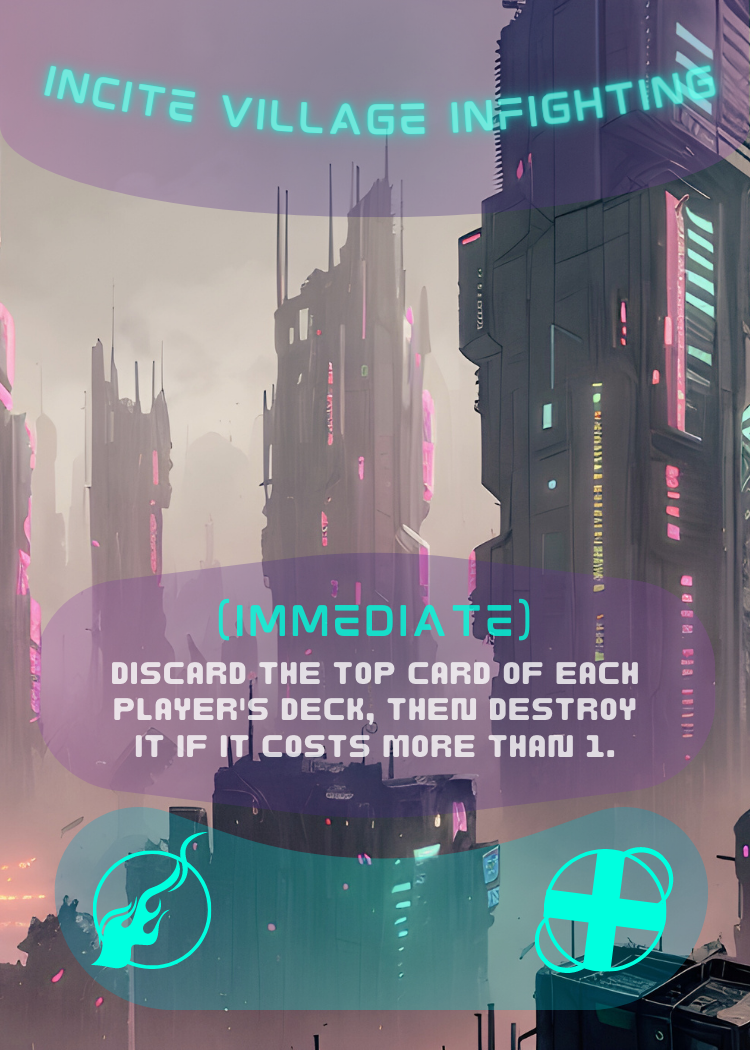 INCITE VILLAGE INFIGHTING
(IMMEDIATE)
DISCARD THE TOP CARD OF EACH
PLAYER'S DECK, THEN DESTROY
IT IF IT COSTS MORE THAN 1.